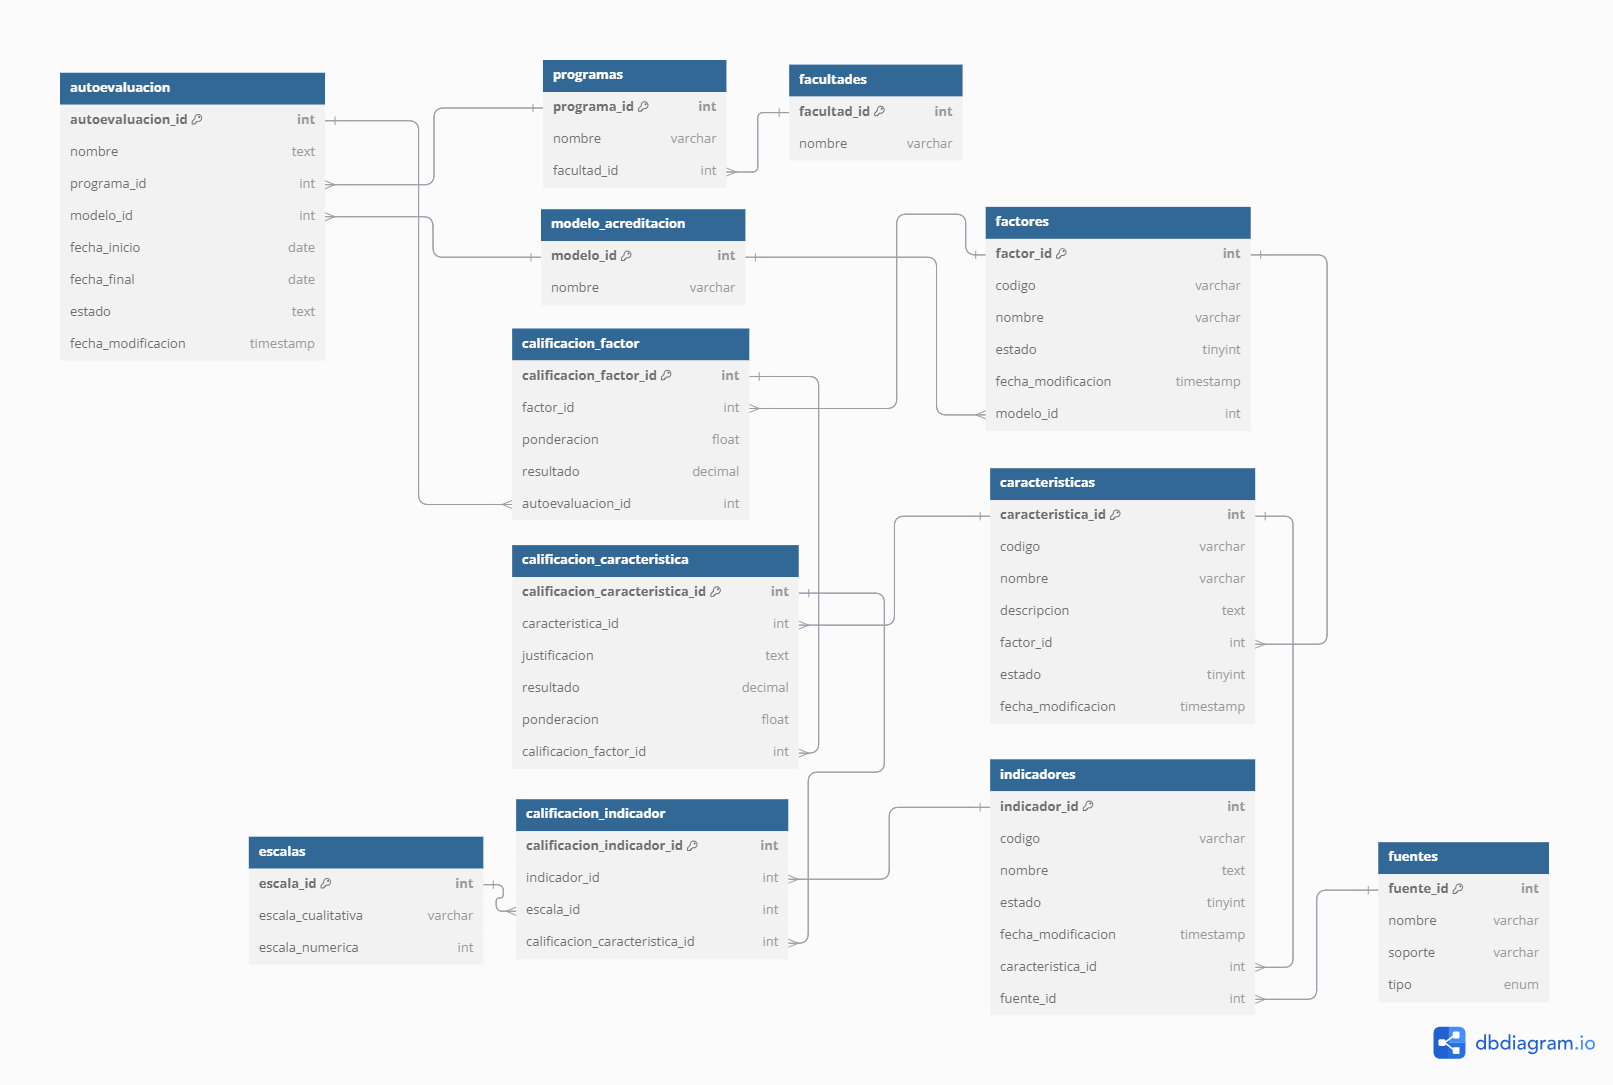 autoevaluacion
autoevaluacion_id int
nombre text
programa_id int
modelo_id int
fecha_inicio date
fecha_final date
estado text
fecha_modificacion timestamp
programas
programa_id int
nombre varchar
facultad_id int
facultades
facultad_id int
nombre varchar
modelo_acreditacion
modelo_id int
nombre varchar
factores
factor_id int
codigo varchar
nombre varchar
estado tinyint
fecha_modificacion timestamp
modelo_id int
calificacion_factor
calificacion_factor_id int
factor_id int
ponderacion float
resultado decimal
autoevaluacion_id int
caracteristicas
caracteristica_id int
codigo varchar
nombre varchar
descripcion text
factor_id int
estado tinyint
fecha_modificacion timestamp
calificacion_caracteristica
calificacion_caracteristica_id int
caracteristica_id int
justificacion text
resultado decimal
ponderacion float
calificacion_factor_id int
indicadores
indicador_id int
codigo varchar
nombre text
estado tinyint
fecha_modificacion timestamp
caracteristica_id int
fuente_id int
calificacion_indicador
calificacion_indicador_id int
indicador_id int
escala_id int
calificacion_caracteristica_id int
escalas
escala_id int
escala_cualitativa varchar
escala_numerica int
fuentes
fuente_id int
nombre varchar
soporte varchar
tipo enum
dbdiagram.io